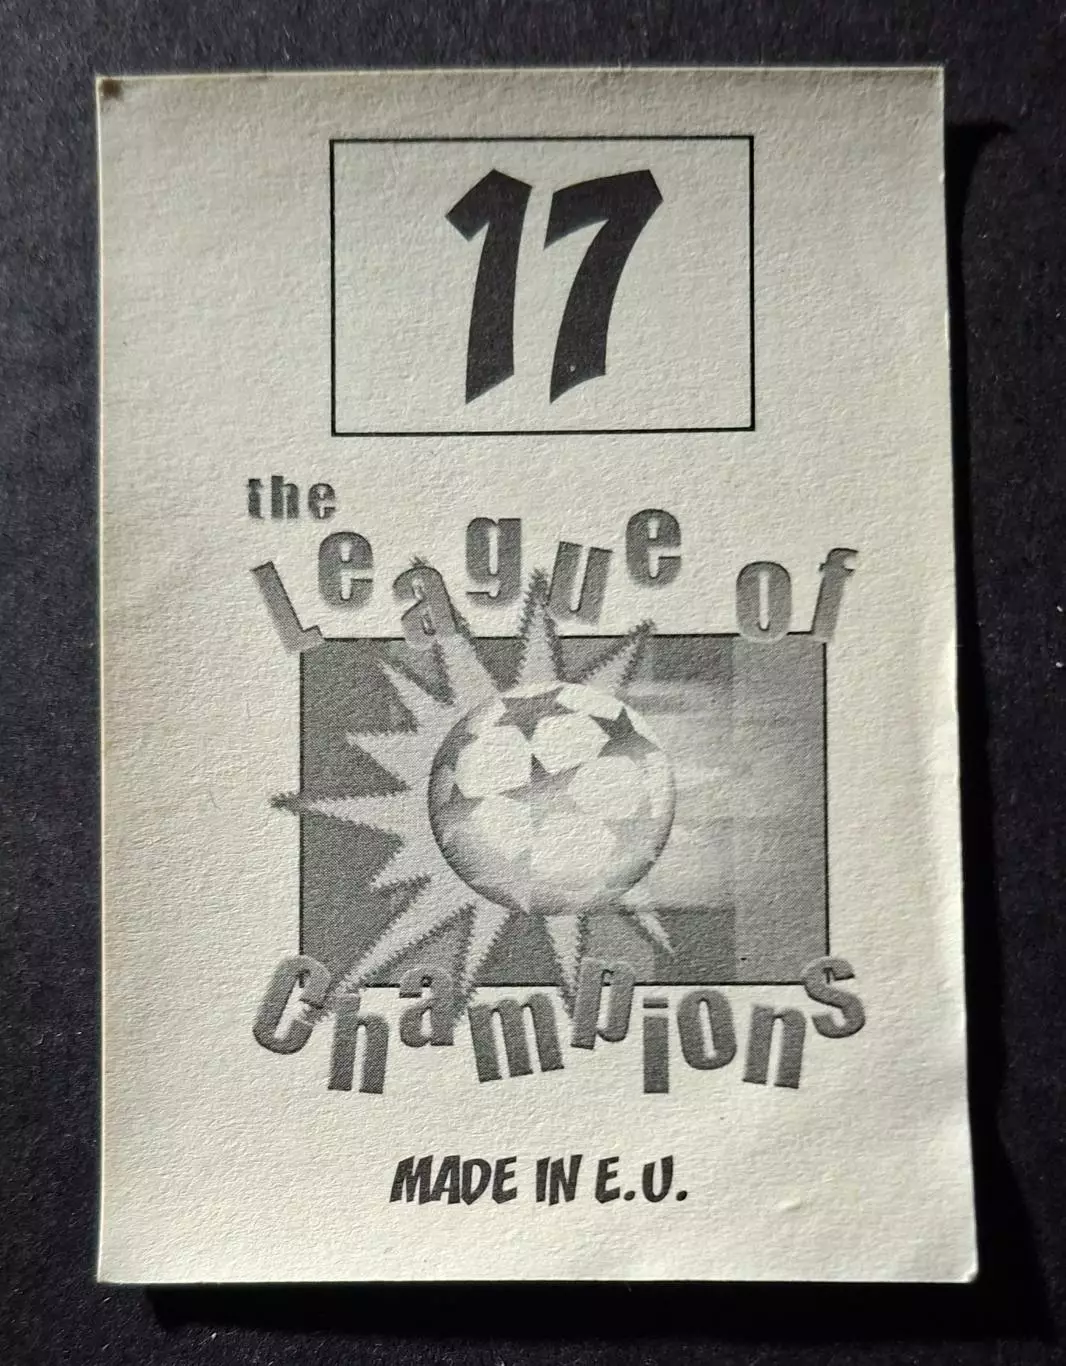 17
the
League of
Champions
MADE IN E.U.